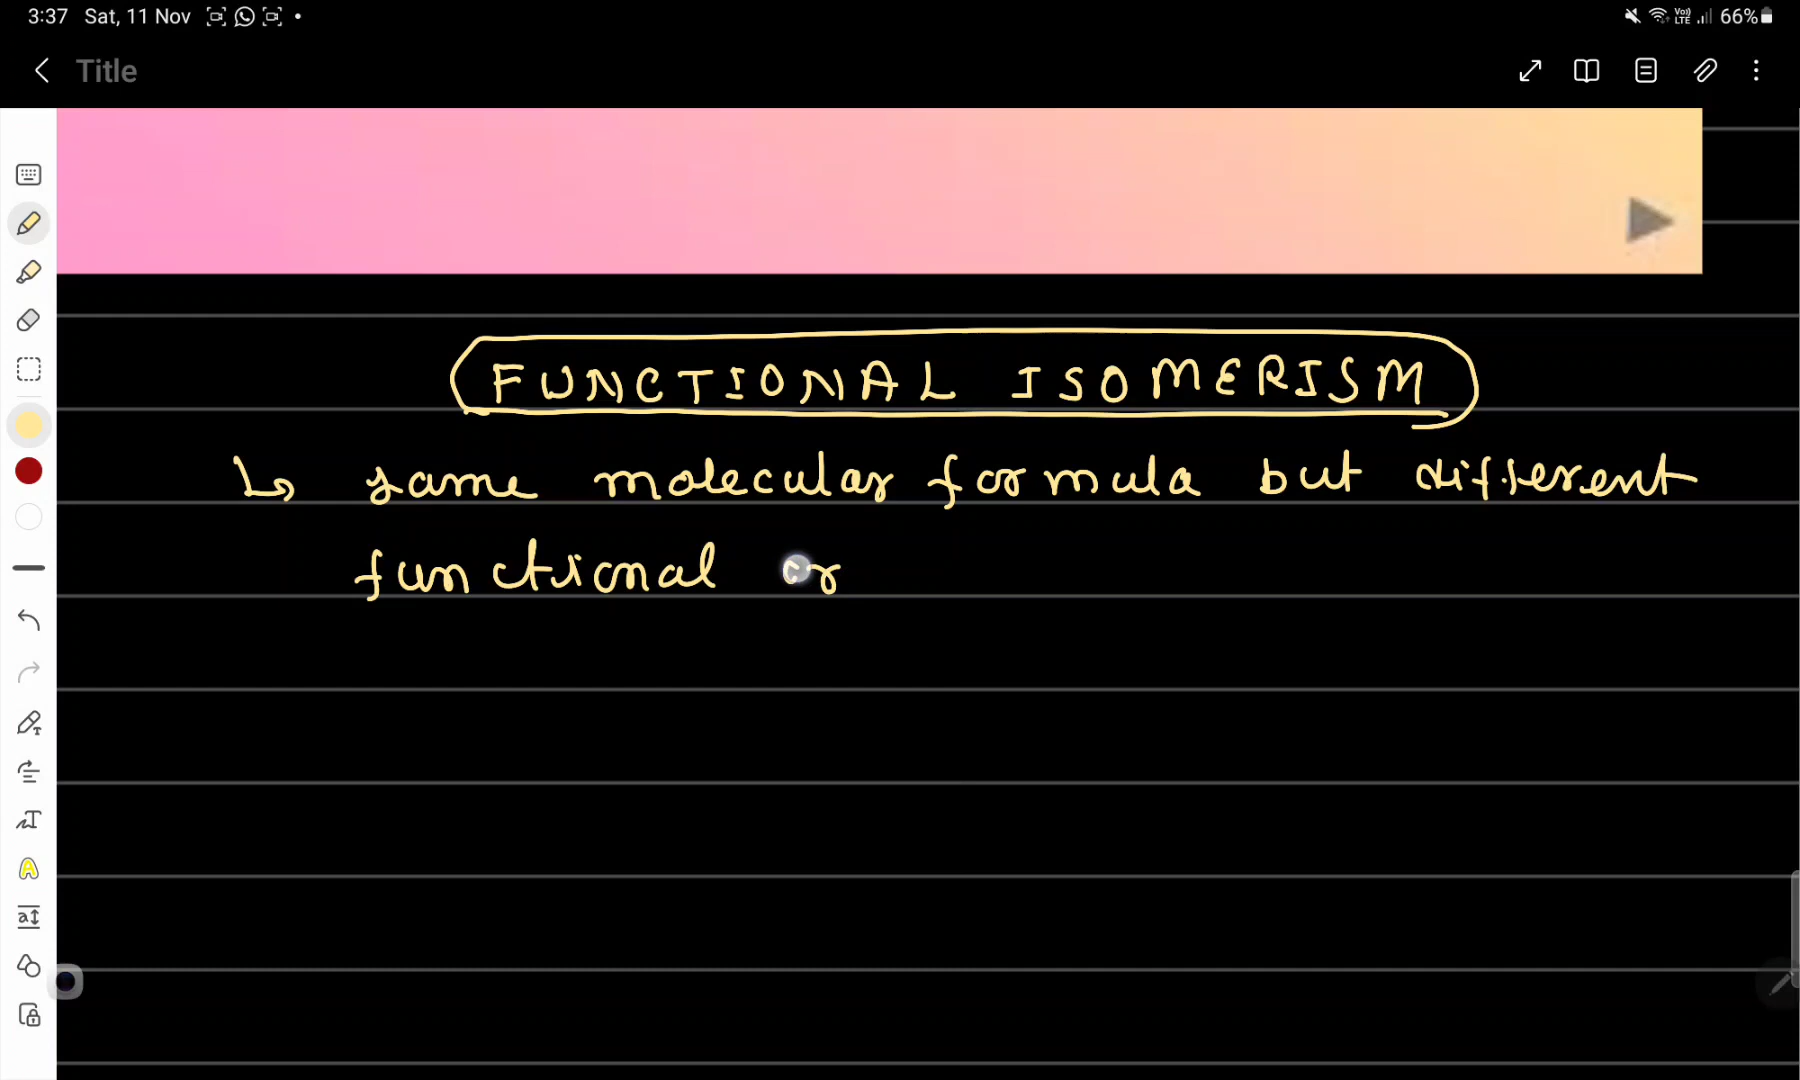 3:37 Sat, 11 Nov 66%
Title
FUNCTIONAL ISOMERISM
same molecular formula but different
functional